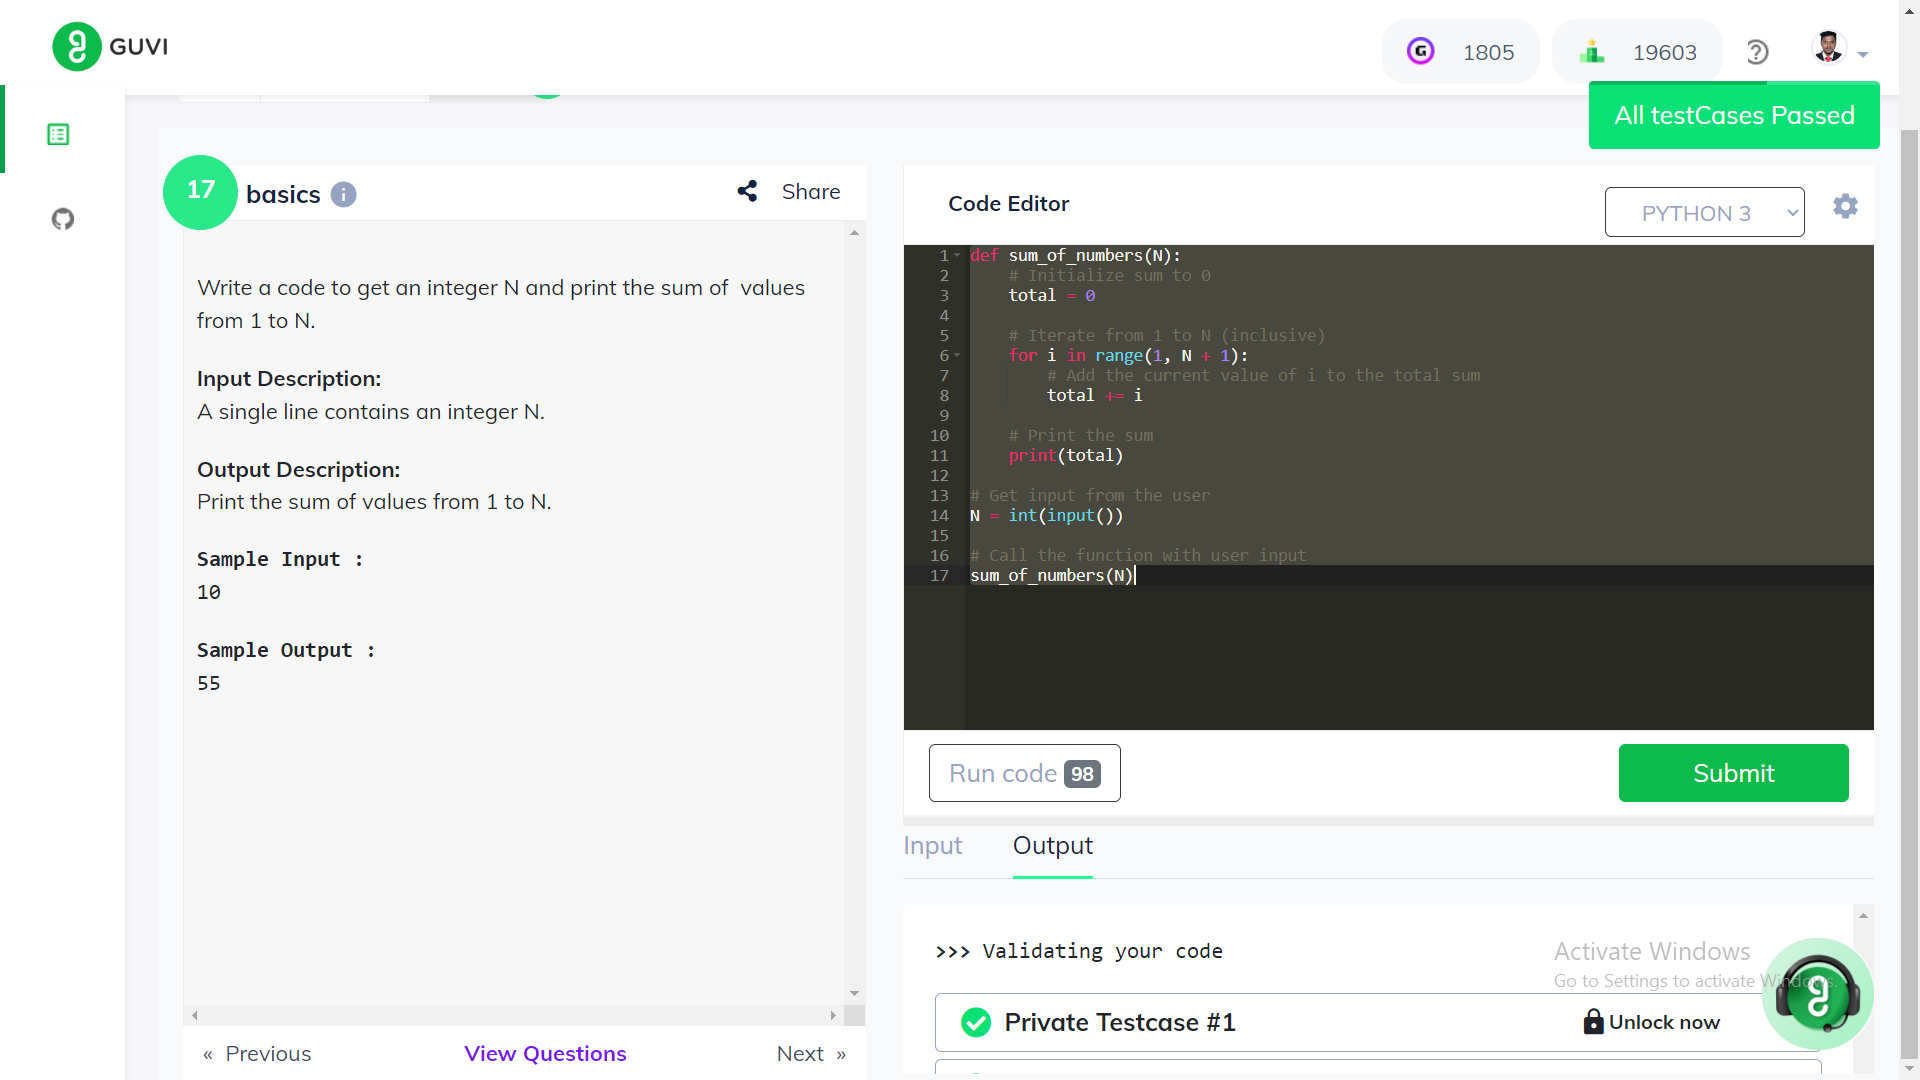 GUVI
1805
19603
All testCases Passed
17
basics
Share
Write a code to get an integer N and print the sum of  values
from 1 to N.
Input Description:
A single line contains an integer N.
Output Description:
Print the sum of values from 1 to N.
Sample Input :
10
Sample Output :
55
« Previous
View Questions
Next »
Code Editor
PYTHON 3
1 def sum_of_numbers(N):
2     # Initialize sum to 0
3     total = 0
4
5     # Iterate from 1 to N (inclusive)
6     for i in range(1, N + 1):
7         # Add the current value of i to the total sum
8         total += i
9
10     # Print the sum
11     print(total)
12
13 # Get input from the user
14 N = int(input())
15
16 # Call the function with user input
17 sum_of_numbers(N)
Run code 98
Submit
Input
Output
>>> Validating your code
Activate Windows
Go to Settings to activate Windows.
Private Testcase #1
Unlock now